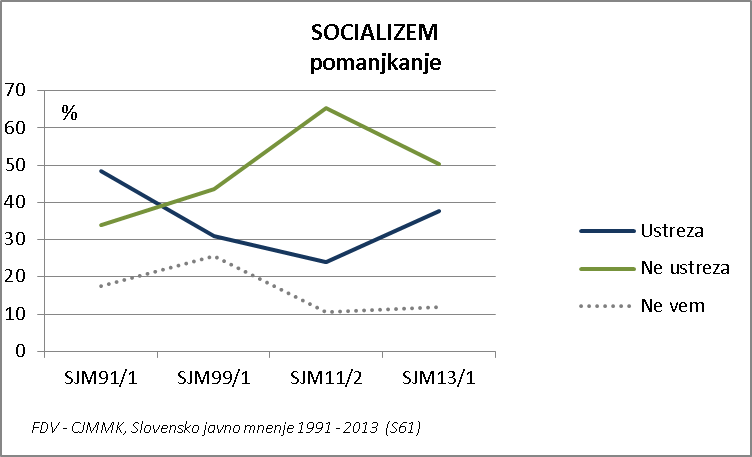 SOCIALIZEM
pomanjkanje
%
70
60
50
40
30
20
10
0
SJM91/1 SJM99/1 SJM11/2 SJM13/1
Ustreza
Ne ustreza
Ne vem
FDV - CJMMK, Slovensko javno mnenje 1991 - 2013 (S61)